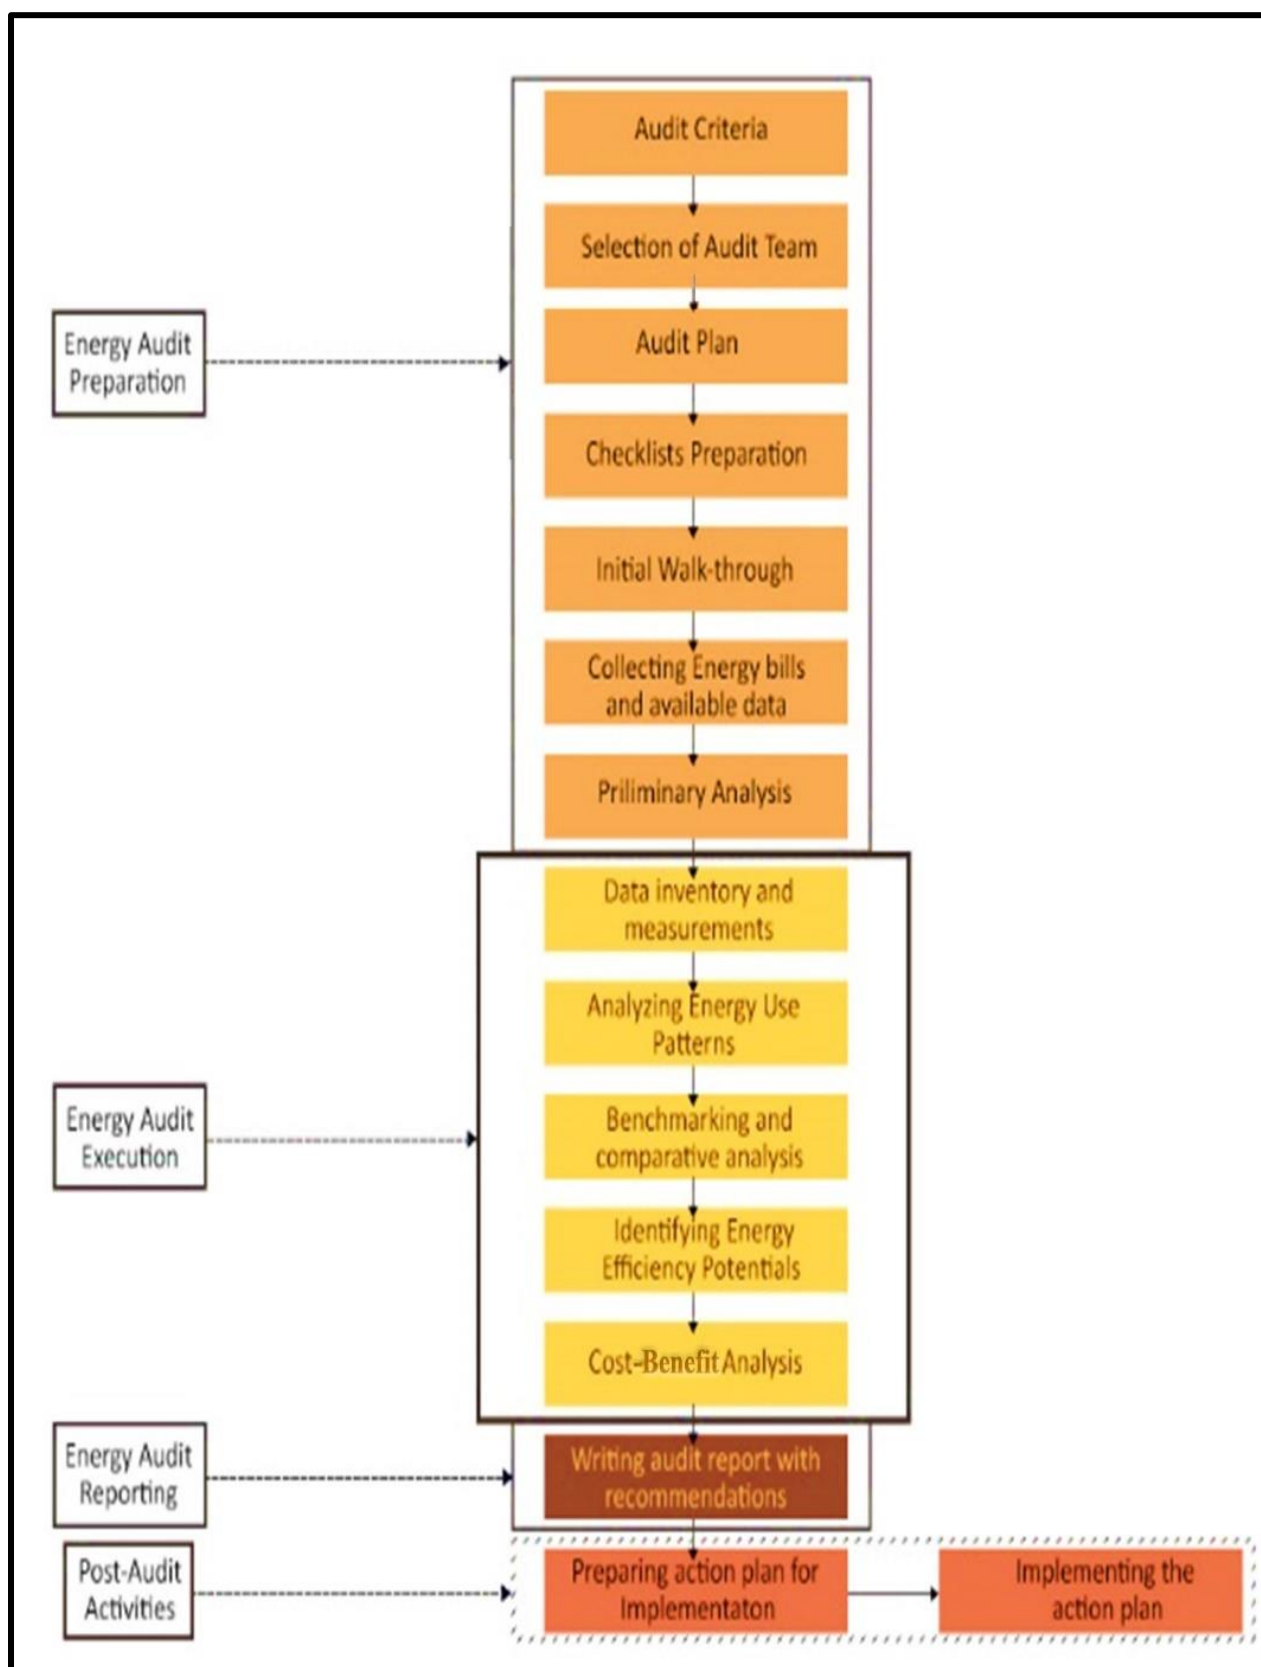 Audit Criteria
Selection of Audit Team
Energy Audit
Preparation
Audit Plan
Checklists Preparation
Initial Walk-through
Collecting Energy bills
and available data
Priliminary Analysis
Data inventory and
measurements
Analyzing Energy Use
Patterns
Energy Audit
Execution
Benchmarking and
comparative analysis
Identifying Energy
Efficiency Potentials
Cost-Benefit Analysis
Energy Audit
Reporting
Writing audit report with
recommendations
Post-Audit
Activities
Preparing action plan for
Implementaton
Implementing the
action plan